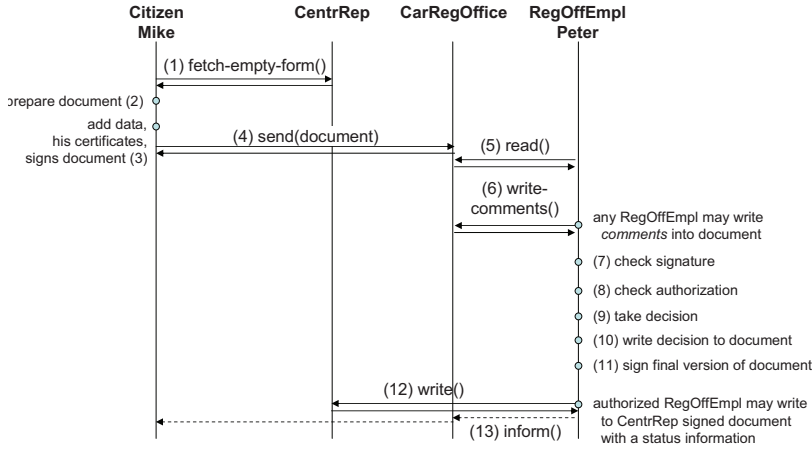 Citizen
Mike
CentrRep
CarRegOffice
RegOffEmpl
Peter
(1) fetch-empty-form()
prepare document (2)
add data,
his certificates,
signs document (3)
(4) send(document)
(5) read()
(6) write-
comments()
any RegOffEmpl may write
comments into document
(7) check signature
(8) check authorization
(9) take decision
(10) write decision to document
(11) sign final version of document
(12) write()
authorized RegOffEmpl may write
to CentrRep signed document
with a status information
(13) inform()